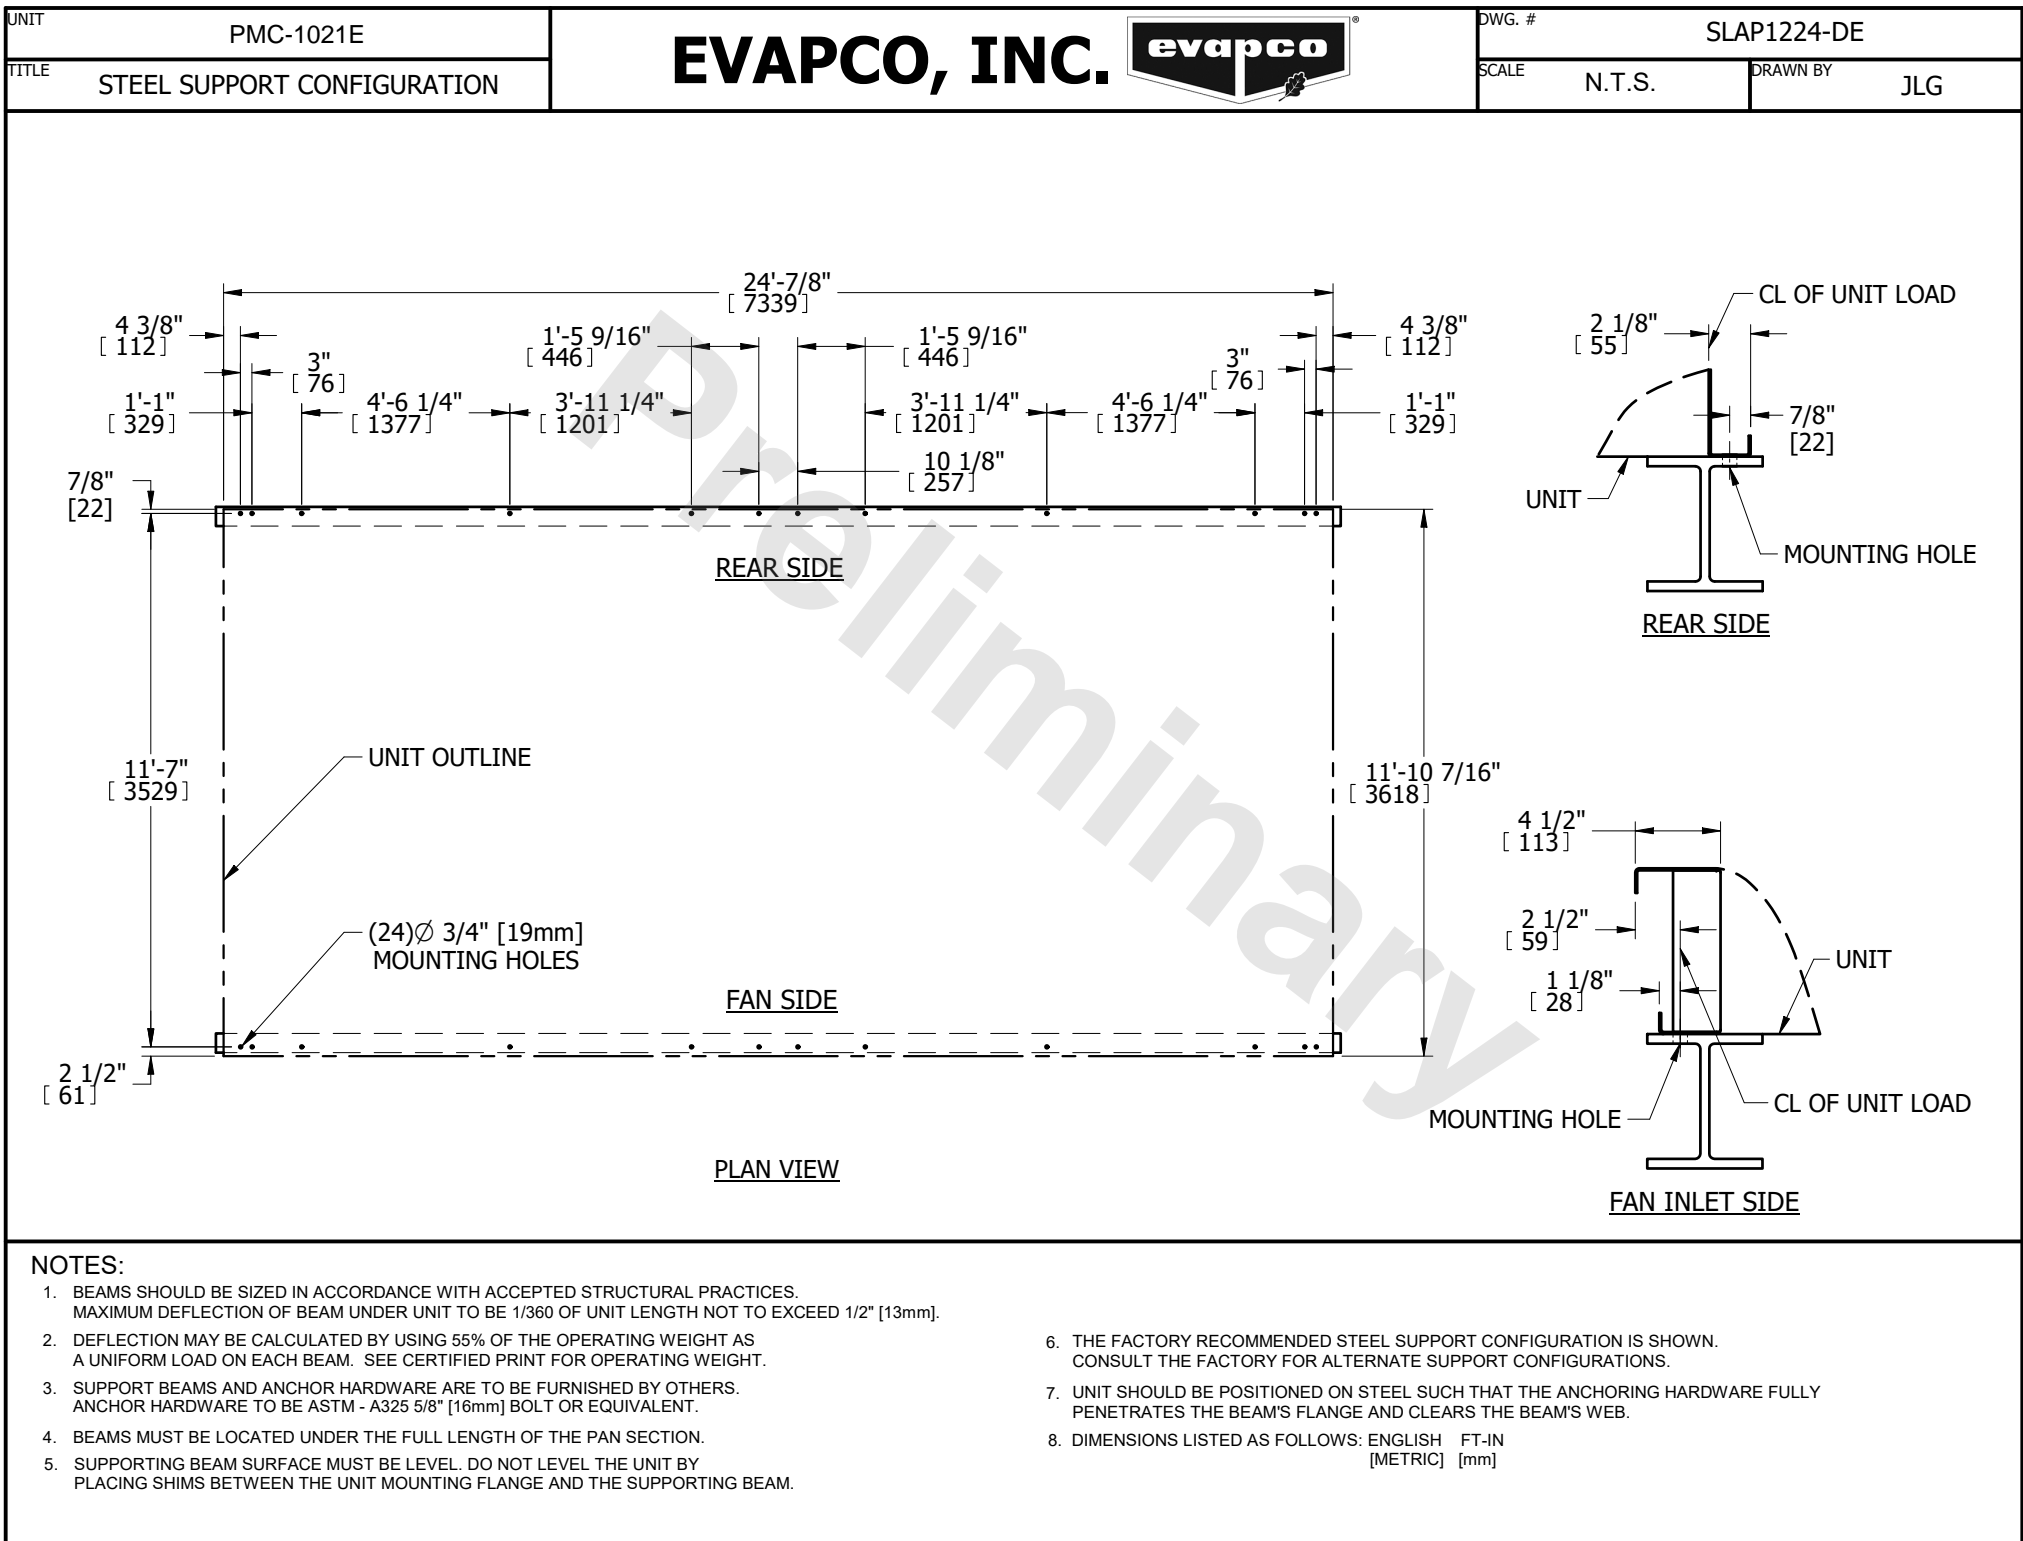 UNIT
PMC-1021E
TITLE
STEEL SUPPORT CONFIGURATION
EVAPCO, INC.
evapco
®
DWG. #
SLAP1224-DE
SCALE
N.T.S.
DRAWN BY
JLG
24'-7/8"
[ 7339]
4 3/8"
[ 112]
3"
[ 76]
1'-5 9/16"
[ 446]
1'-5 9/16"
[ 446]
3"
[ 76]
4 3/8"
[ 112]
1'-1"
[ 329]
4'-6 1/4"
[ 1377]
3'-11 1/4"
[ 1201]
3'-11 1/4"
[ 1201]
4'-6 1/4"
[ 1377]
1'-1"
[ 329]
10 1/8"
[ 257]
7/8"
[22]
REAR SIDE
UNIT OUTLINE
11'-7"
[ 3529]
11'-10 7/16"
[ 3618]
(24)Ø 3/4" [19mm]
MOUNTING HOLES
FAN SIDE
2 1/2"
[ 61]
PLAN VIEW
Preliminary
CL OF UNIT LOAD
2 1/8"
[ 55]
7/8"
[22]
UNIT
MOUNTING HOLE
REAR SIDE
4 1/2"
[ 113]
2 1/2"
[ 59]
1 1/8"
[ 28]
UNIT
CL OF UNIT LOAD
MOUNTING HOLE
FAN INLET SIDE
NOTES:
1. BEAMS SHOULD BE SIZED IN ACCORDANCE WITH ACCEPTED STRUCTURAL PRACTICES.
MAXIMUM DEFLECTION OF BEAM UNDER UNIT TO BE 1/360 OF UNIT LENGTH NOT TO EXCEED 1/2" [13mm].
2. DEFLECTION MAY BE CALCULATED BY USING 55% OF THE OPERATING WEIGHT AS
A UNIFORM LOAD ON EACH BEAM. SEE CERTIFIED PRINT FOR OPERATING WEIGHT.
3. SUPPORT BEAMS AND ANCHOR HARDWARE ARE TO BE FURNISHED BY OTHERS.
ANCHOR HARDWARE TO BE ASTM - A325 5/8" [16mm] BOLT OR EQUIVALENT.
4. BEAMS MUST BE LOCATED UNDER THE FULL LENGTH OF THE PAN SECTION.
5. SUPPORTING BEAM SURFACE MUST BE LEVEL. DO NOT LEVEL THE UNIT BY
PLACING SHIMS BETWEEN THE UNIT MOUNTING FLANGE AND THE SUPPORTING BEAM.
6. THE FACTORY RECOMMENDED STEEL SUPPORT CONFIGURATION IS SHOWN.
CONSULT THE FACTORY FOR ALTERNATE SUPPORT CONFIGURATIONS.
7. UNIT SHOULD BE POSITIONED ON STEEL SUCH THAT THE ANCHORING HARDWARE FULLY
PENETRATES THE BEAM'S FLANGE AND CLEARS THE BEAM'S WEB.
8. DIMENSIONS LISTED AS FOLLOWS: ENGLISH FT-IN
[METRIC] [mm]